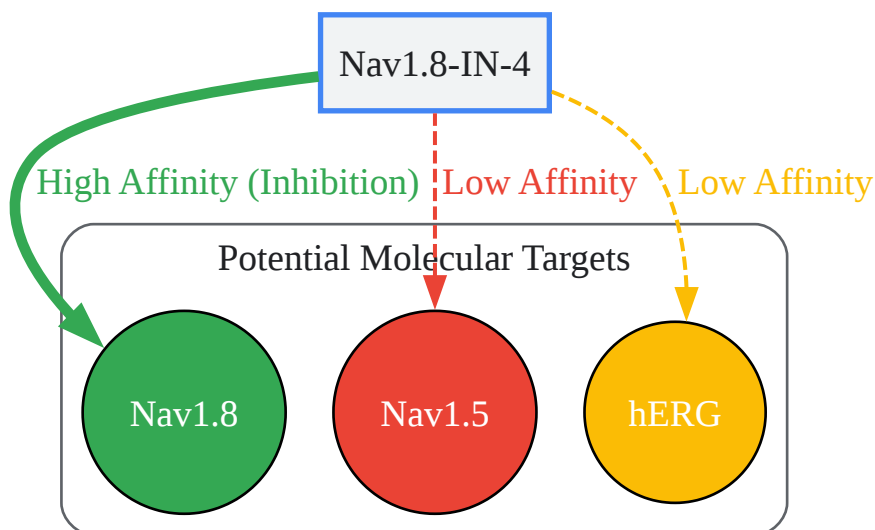 Nav1.8-IN-4
High Affinity (Inhibition)
Low Affinity
Low Affinity
Potential Molecular Targets
Nav1.8
Nav1.5
hERG